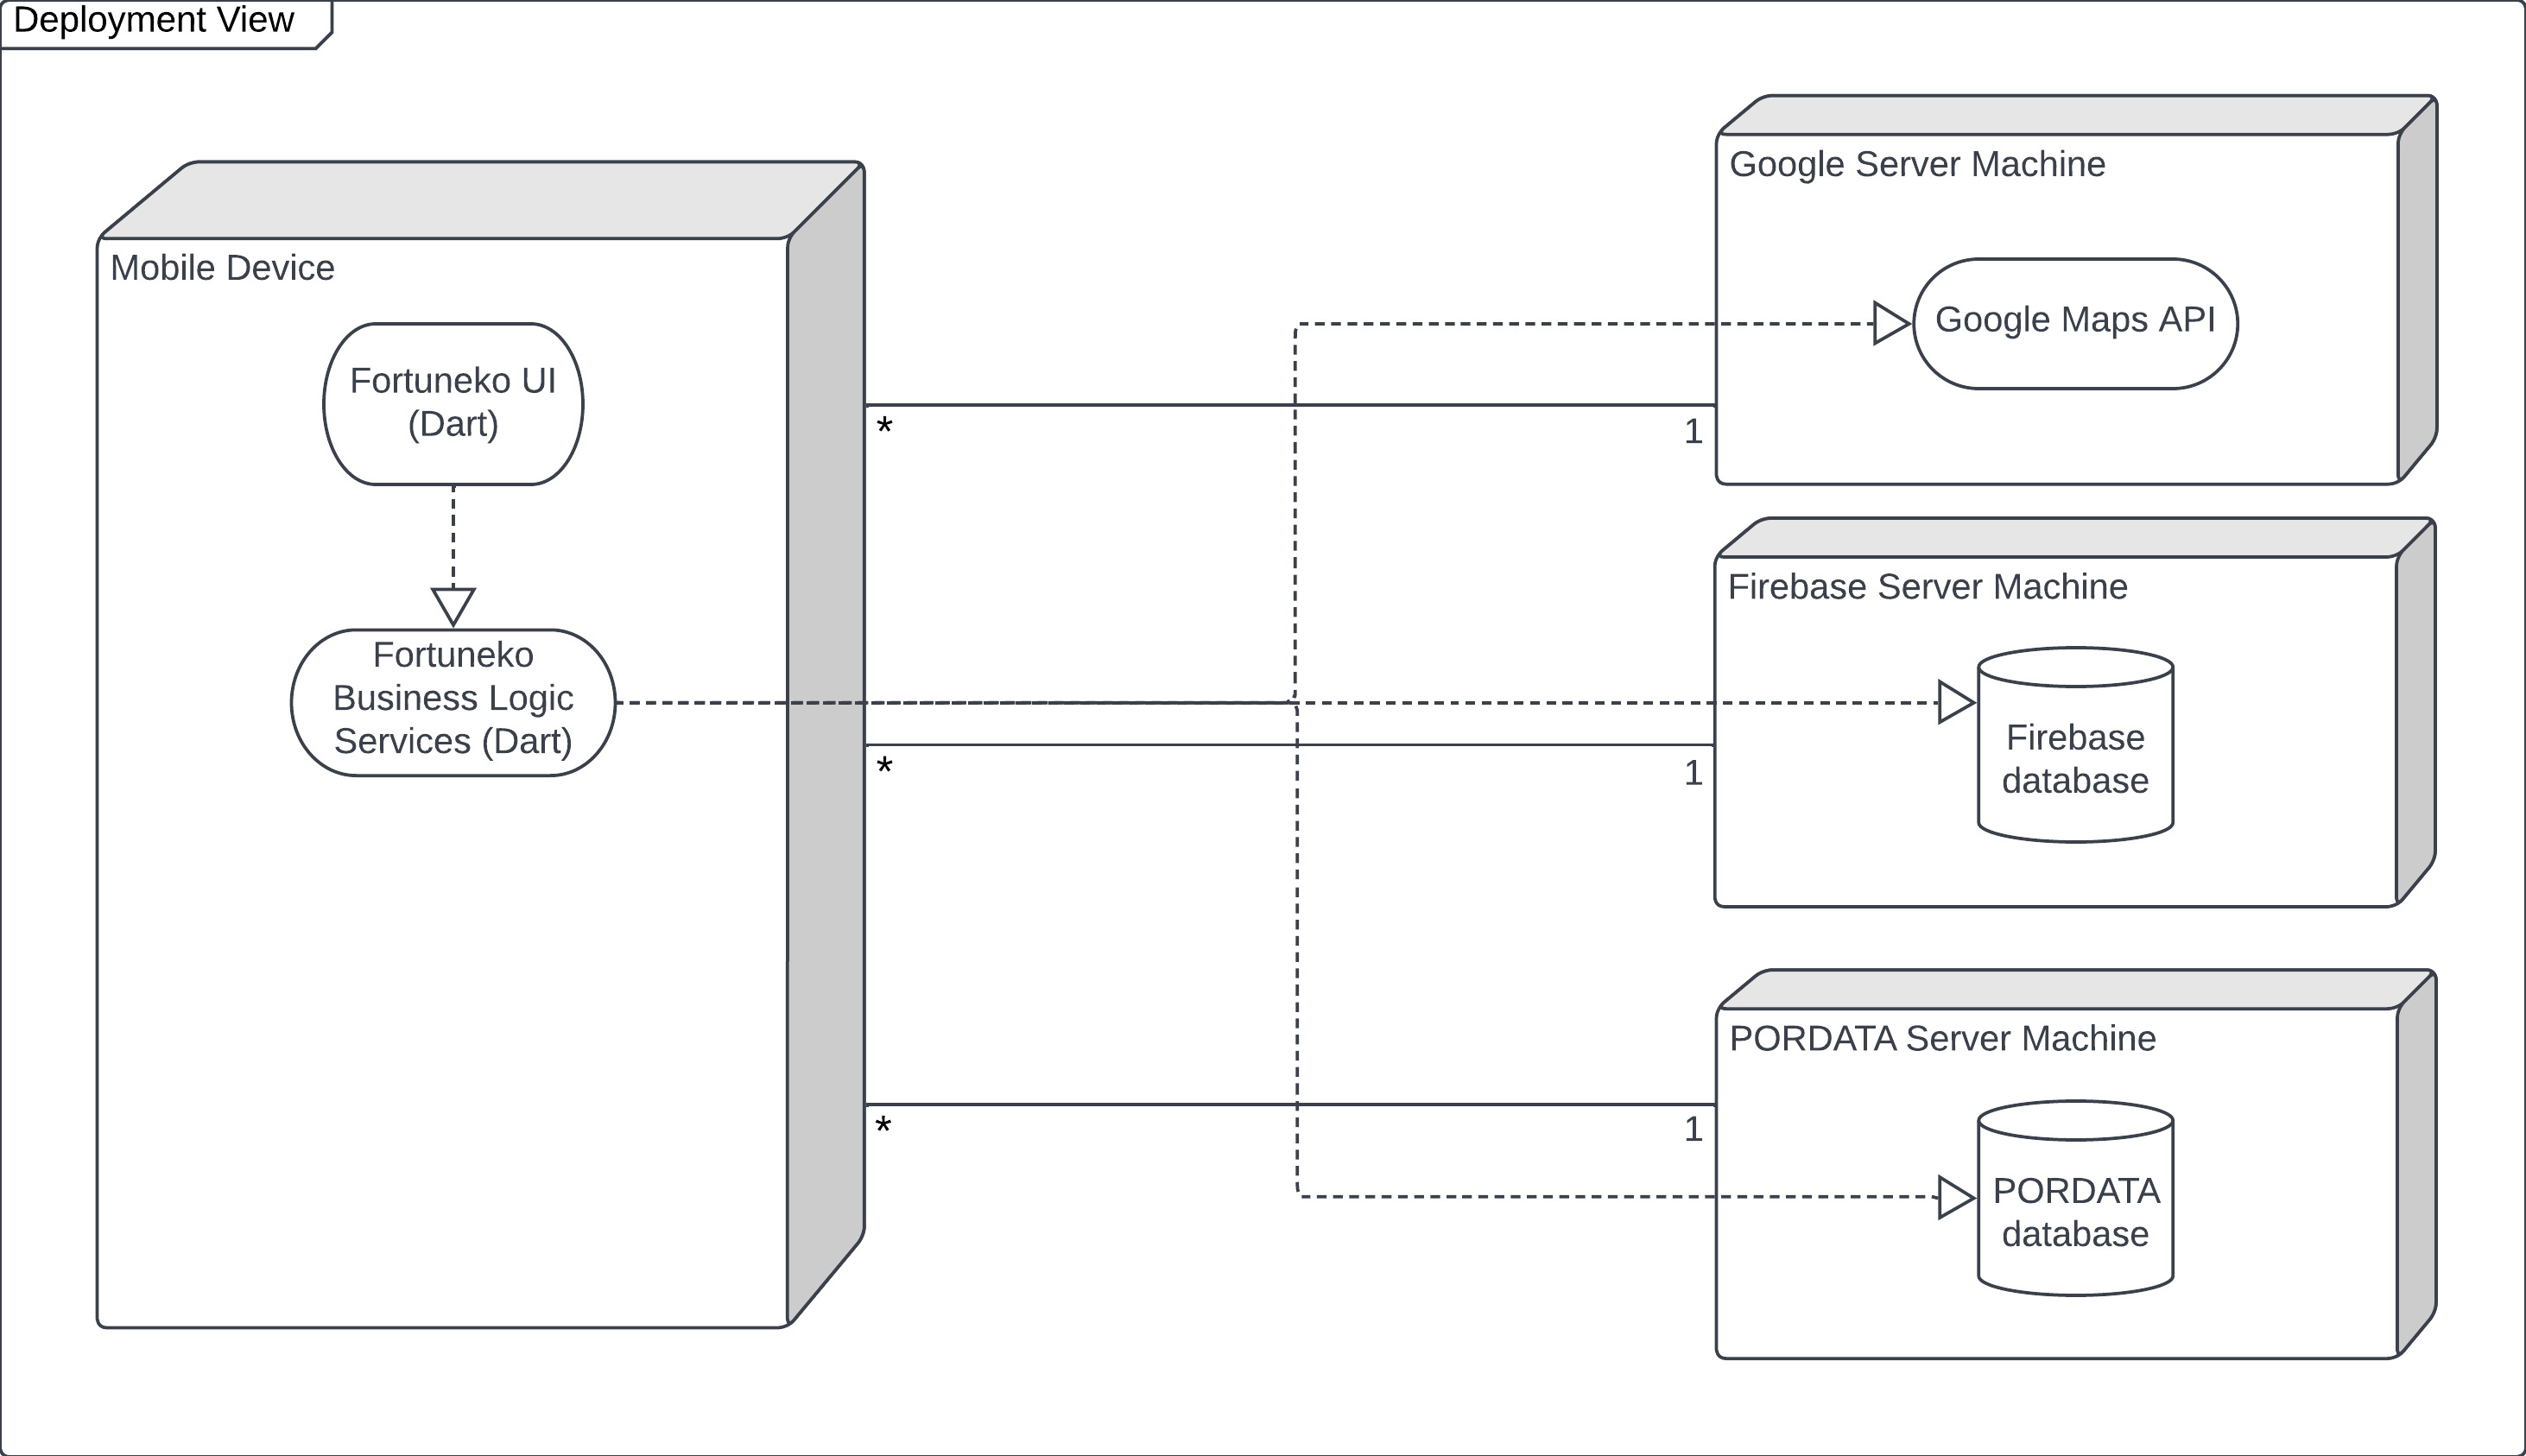 Deployment View
Mobile Device
Fortuneko UI
(Dart)
Fortuneko
Business Logic
Services (Dart)
*
1
*
1
*
1
Google Server Machine
Google Maps API
Firebase Server Machine
Firebase
database
PORDATA Server Machine
PORDATA
database